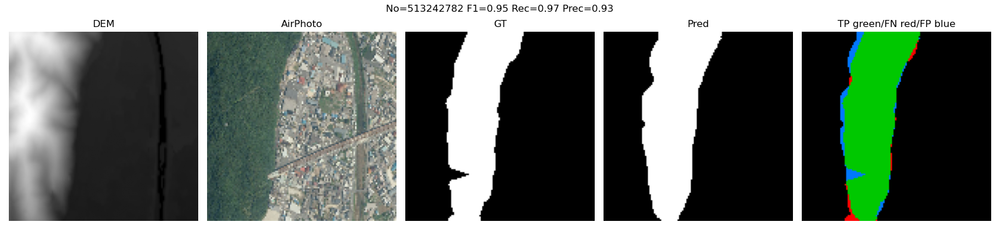 No=513242782 F1=0.95 Rec=0.97 Prec=0.93
DEM
AirPhoto
GT
Pred
TP green/FN red/FP blue